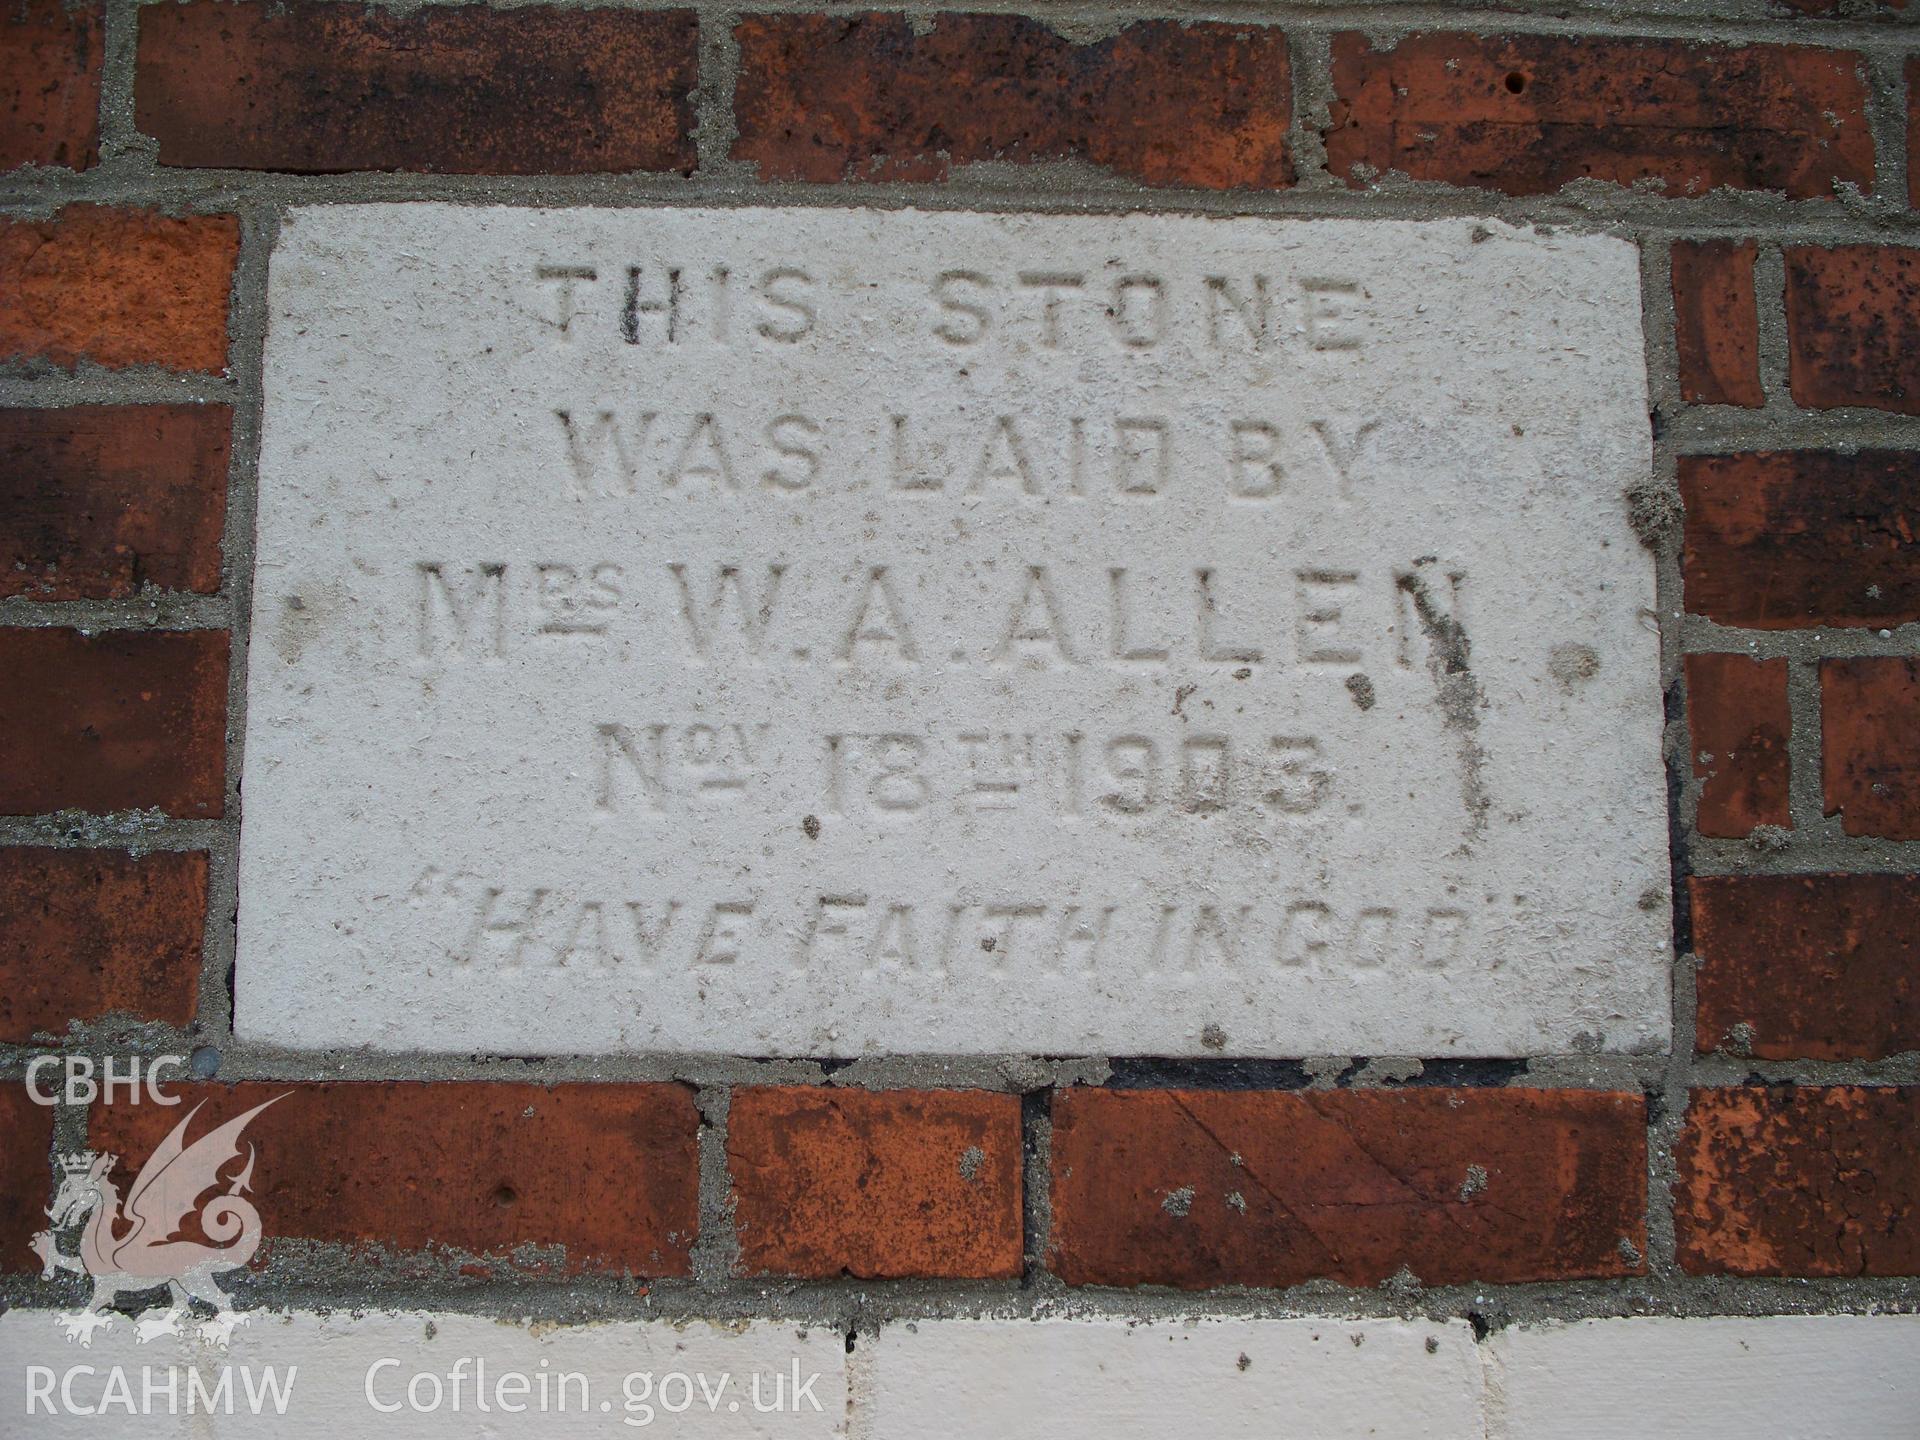 THIS STONE
WAS LAID BY
MRS W. A. ALLEN
NOV 18TH 1903.
"HAVE FAITH IN GOD"
CBHC
RCAHMW Coflein.gov.uk